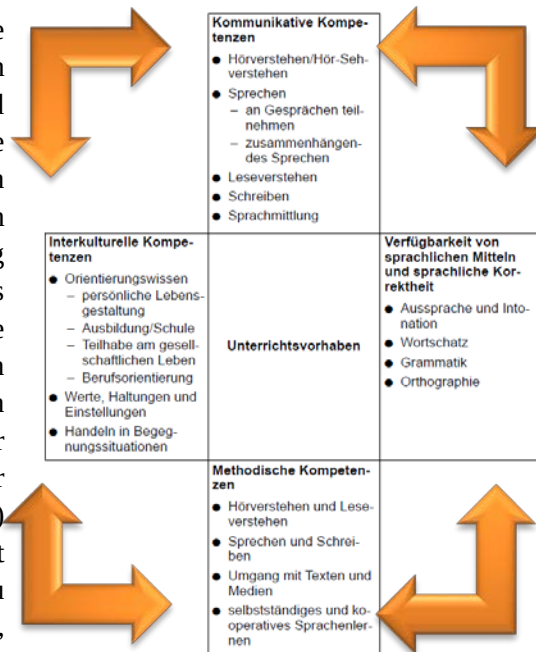 Kommunikative Kompe-
tenzen
● Hörverstehen/Hör-Seh-
verstehen
● Sprechen
– an Gesprächen teil-
nehmen
– zusammenhängen-
des Sprechen
● Leseverstehen
● Schreiben
● Sprachmittlung
Interkulturelle Kompe-
tenzen
● Orientierungswissen
– persönliche Lebens-
gestaltung
– Ausbildung/Schule
– Teilhabe am gesell-
schaftlichen Leben
– Berufsorientierung
● Werte, Haltungen und
Einstellungen
● Handeln in Begeg-
nungssituationen
Unterrichtsvorhaben
Verfügbarkeit von
sprachlichen Mitteln
und sprachliche Kor-
rektheit
● Aussprache und Into-
nation
● Wortschatz
● Grammatik
● Orthographie
Methodische Kompeten-
zen
● Hörverstehen und Lese-
verstehen
● Sprechen und Schrei-
ben
● Umgang mit Texten und
Medien
● selbstständiges und ko-
operatives Sprachenler-
nen